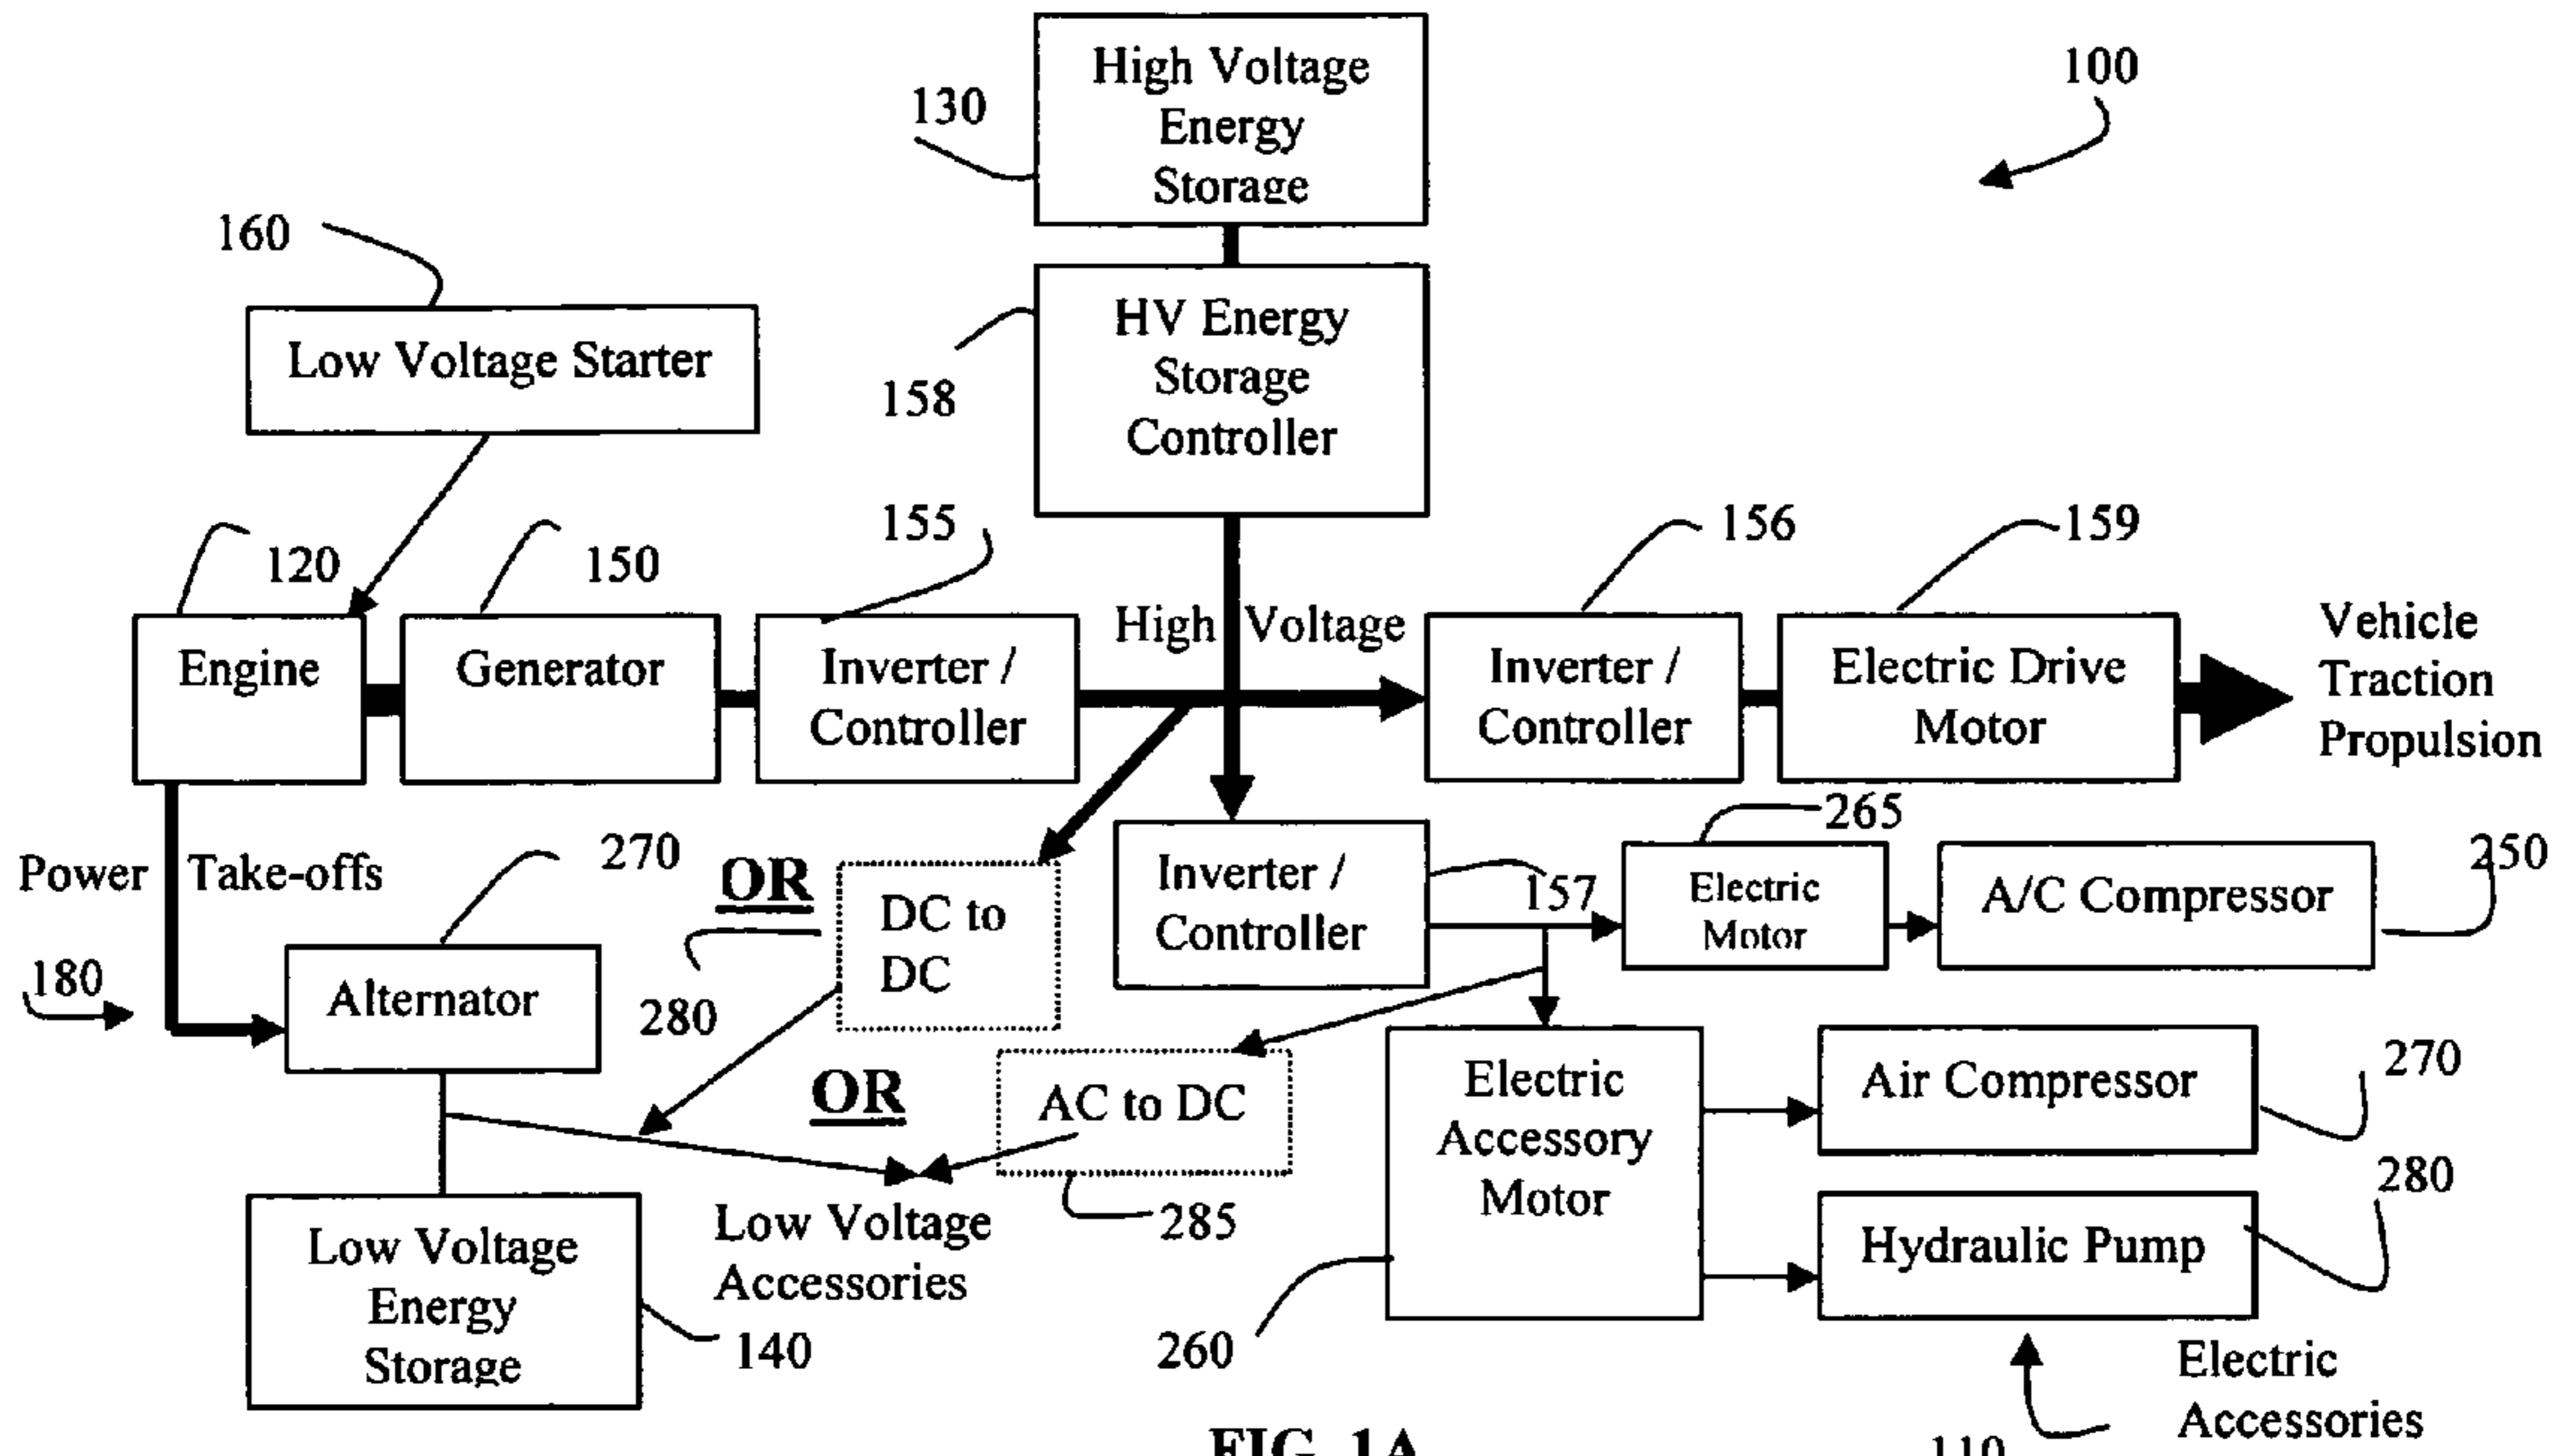 High Voltage
Energy
Storage
130
100
160
Low Voltage Starter
HV Energy
Storage
Controller
158
120
150
155
156
159
Engine
Generator
Inverter /
Controller
High Voltage
Inverter /
Controller
Electric Drive
Motor
Vehicle
Traction
Propulsion
Power Take-offs
270
OR
280
DC to
DC
Inverter /
Controller
157
265
Electric
Motor
A/C Compressor
250
180
Alternator
OR
AC to DC
285
Electric
Accessory
Motor
260
Air Compressor
270
Hydraulic Pump
280
Low Voltage
Energy
Storage
140
Low Voltage
Accessories
Electric
Accessories
110
FIG. 1A